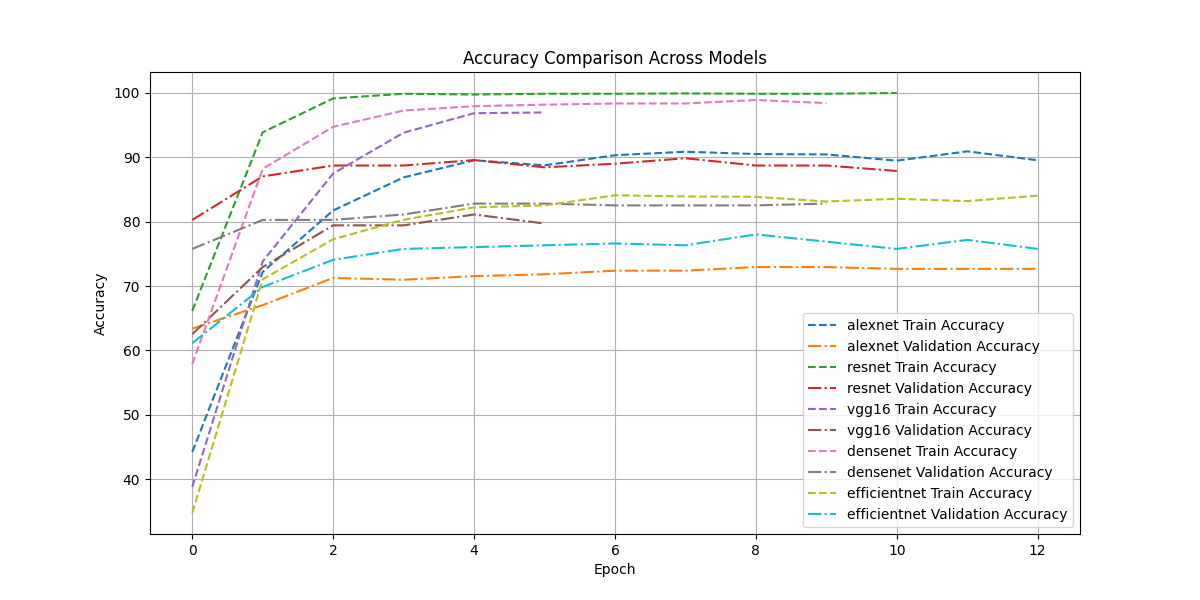 Accuracy Comparison Across Models
Accuracy
100
90
80
70
60
50
40
0 2 4 6 8 10 12
Epoch
alexnet Train Accuracy
alexnet Validation Accuracy
resnet Train Accuracy
resnet Validation Accuracy
vgg16 Train Accuracy
vgg16 Validation Accuracy
densenet Train Accuracy
densenet Validation Accuracy
efficientnet Train Accuracy
efficientnet Validation Accuracy